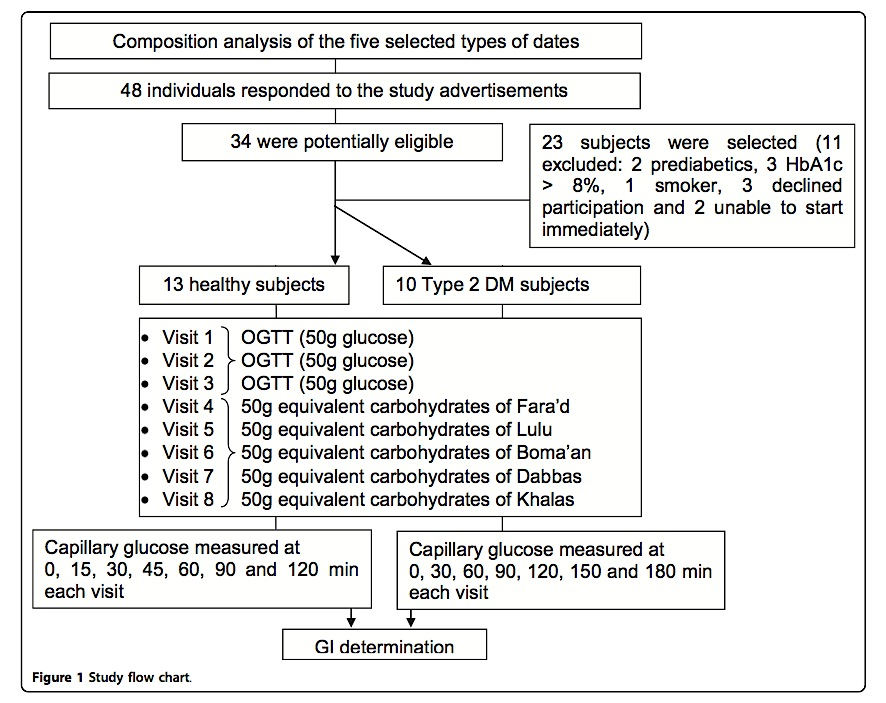 Composition analysis of the five selected types of dates
48 individuals responded to the study advertisements
34 were potentially eligible
23 subjects were selected (11
excluded: 2 prediabetics, 3 HbA1c
> 8%, 1 smoker, 3 declined
participation and 2 unable to start
immediately)
13 healthy subjects
10 Type 2 DM subjects
• Visit 1 OGTT (50g glucose)
• Visit 2 OGTT (50g glucose)
• Visit 3 OGTT (50g glucose)
• Visit 4 50g equivalent carbohydrates of Fara’d
• Visit 5 50g equivalent carbohydrates of Lulu
• Visit 6 50g equivalent carbohydrates of Boma’an
• Visit 7 50g equivalent carbohydrates of Dabbas
• Visit 8 50g equivalent carbohydrates of Khalas
Capillary glucose measured at
0, 15, 30, 45, 60, 90 and 120 min
each visit
Capillary glucose measured at
0, 30, 60, 90, 120, 150 and 180 min
each visit
GI determination
Figure 1 Study flow chart.